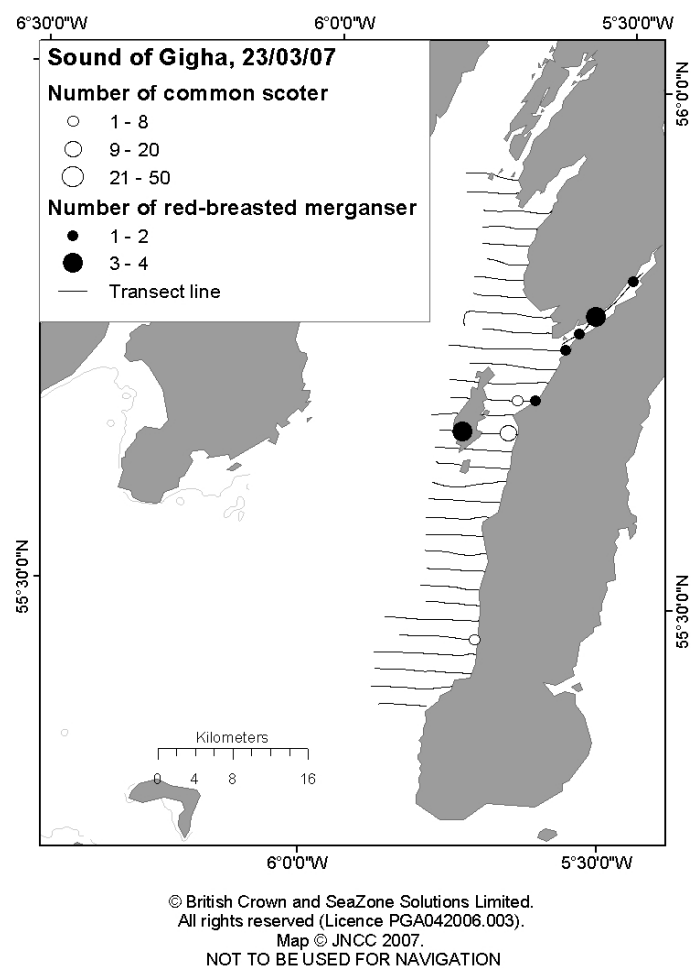 6°30'0"W 6°0'0"W 5°30'0"W
Sound of Gigha, 23/03/07
Number of common scoter
1 - 8
9 - 20
21 - 50
Number of red-breasted merganser
1 - 2
3 - 4
Transect line
56°0'0"N
55°30'0"N
55°30'0"N
Kilometers
0 4 8 16
6°0'0"W 5°30'0"W
© British Crown and SeaZone Solutions Limited.
All rights reserved (Licence PGA042006.003).
Map © JNCC 2007.
NOT TO BE USED FOR NAVIGATION